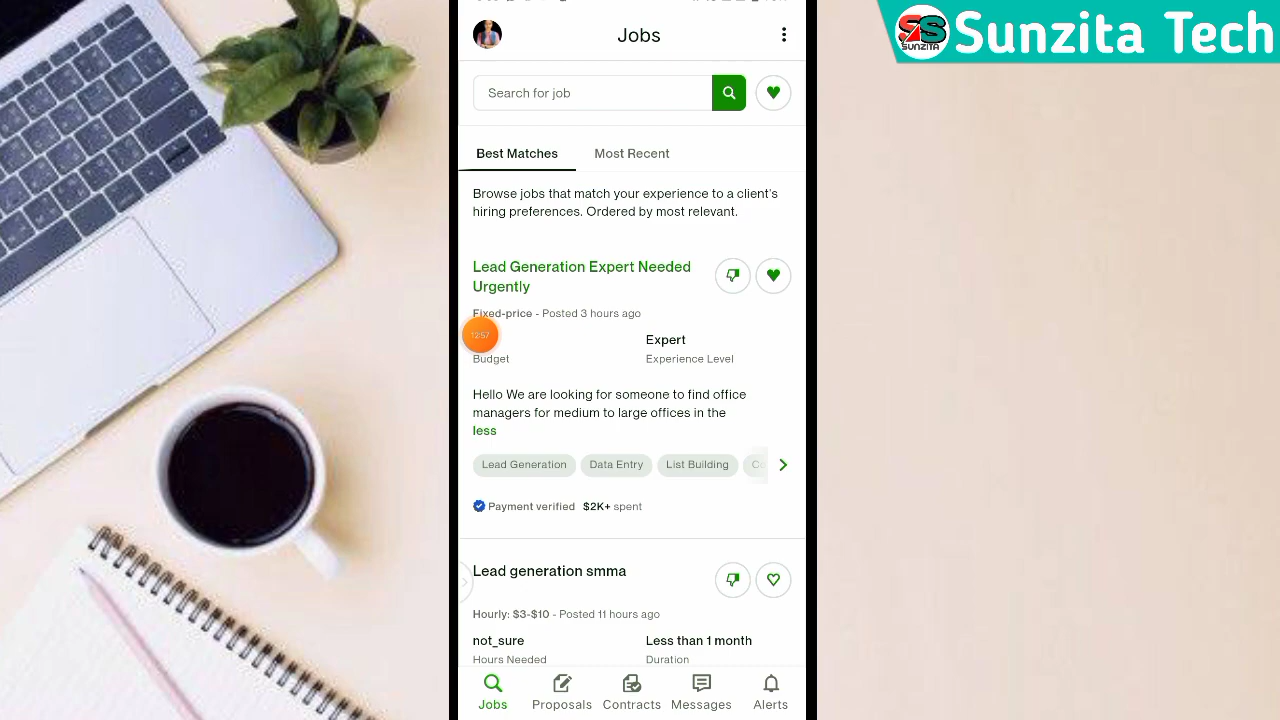 SS
SUNZITA
Sunzita Tech
Jobs
Search for job
Best Matches
Most Recent
Browse jobs that match your experience to a client's
hiring preferences. Ordered by most relevant.
Lead Generation Expert Needed
Urgently
Fixed-price - Posted 3 hours ago
12:57
Expert
Budget
Experience Level
Hello We are looking for someone to find office
managers for medium to large offices in the
less
Lead Generation
Data Entry
List Building
Payment verified $2K+ spent
Lead generation smma
Hourly: $3-$10 - Posted 11 hours ago
not_sure
Less than 1 month
Hours Needed
Duration
Jobs
Proposals
Contracts
Messages
Alerts